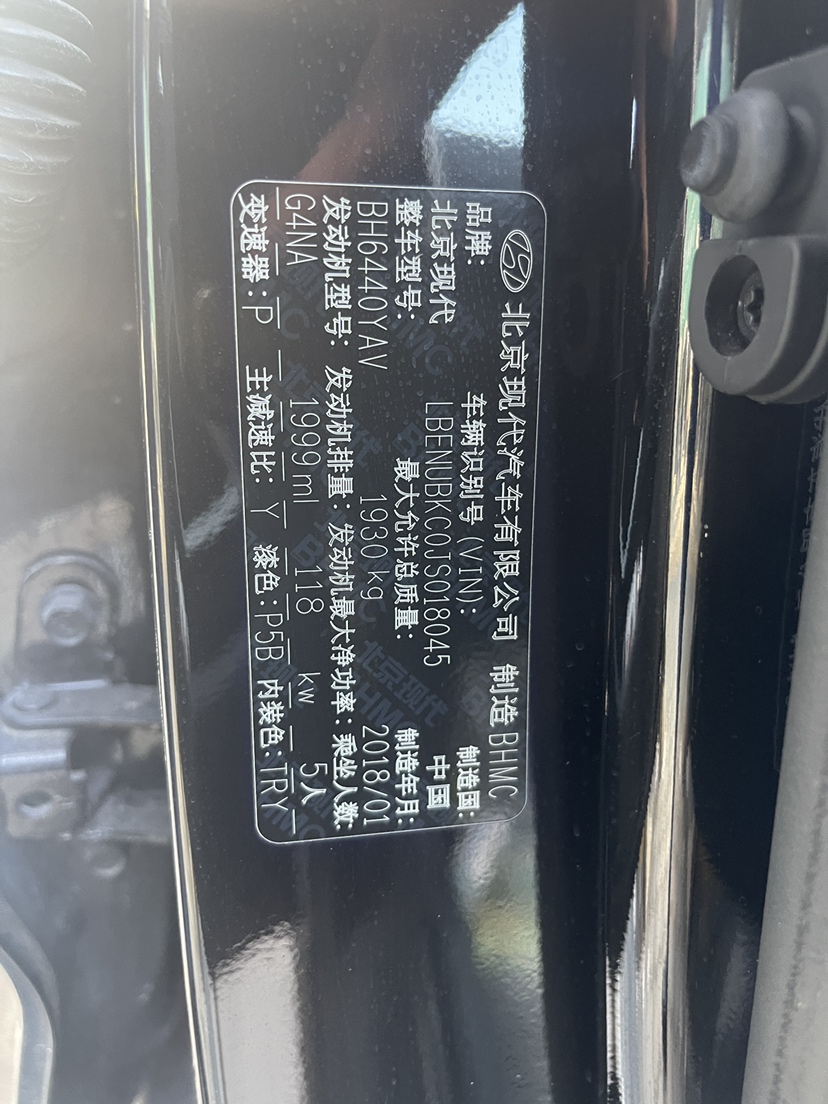 北京现代汽车有限公司 制造 BHMC
品牌: 车辆识别号(VIN): 制造国:
北京现代 LBENUBKC0JS018045 中国
整车型号: 最大允许总质量: 制造年月:
BH6440YAV 1930kg 2018/01
发动机型号: 发动机排量: 发动机最大净功率: 乘坐人数:
G4NA 1999ml 118 kw 5人
变速器:P 主减速比: Y 漆色:P5B 内装色:TRY